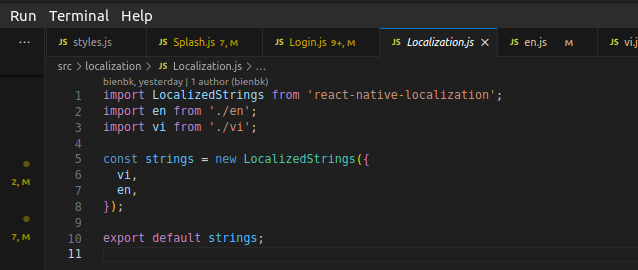 Run Terminal Help
... JS styles.js JS Splash.js 7, M JS Login.js 9+, M JS Localization.js × JS en.js M JS vi.j
src > localization > JS Localization.js > ...
bienbk, yesterday | 1 author (bienbk)
1 import LocalizedStrings from 'react-native-localization';
2 import en from './en';
3 import vi from './vi';
4
5 const strings = new LocalizedStrings({
2, M 6 vi,
7 en,
8 });
9
7, M 10 export default strings;
11